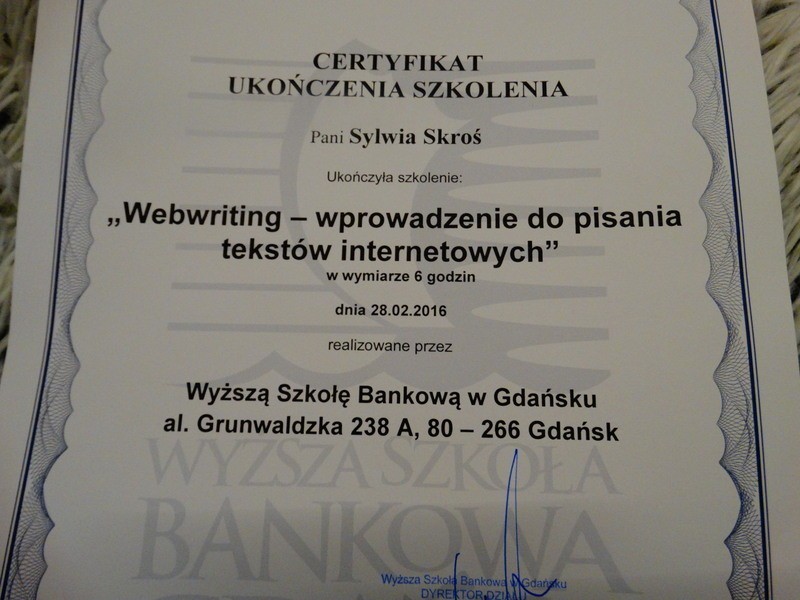 CERTYFIKAT
UKOŃCZENIA SZKOLENIA
Pani Sylwia Skroś
Ukończyła szkolenie:
„Webwriting – wprowadzenie do pisania
tekstów internetowych”
w wymiarze 6 godzin
dnia 28.02.2016
realizowane przez
Wyższą Szkołę Bankową w Gdańsku
al. Grunwaldzka 238 A, 80 – 266 Gdańsk
WYŻSZA SZKOŁA
BANKOWA
Wyższa Szkoła Bankowa w Gdańsku
DYREKTOR